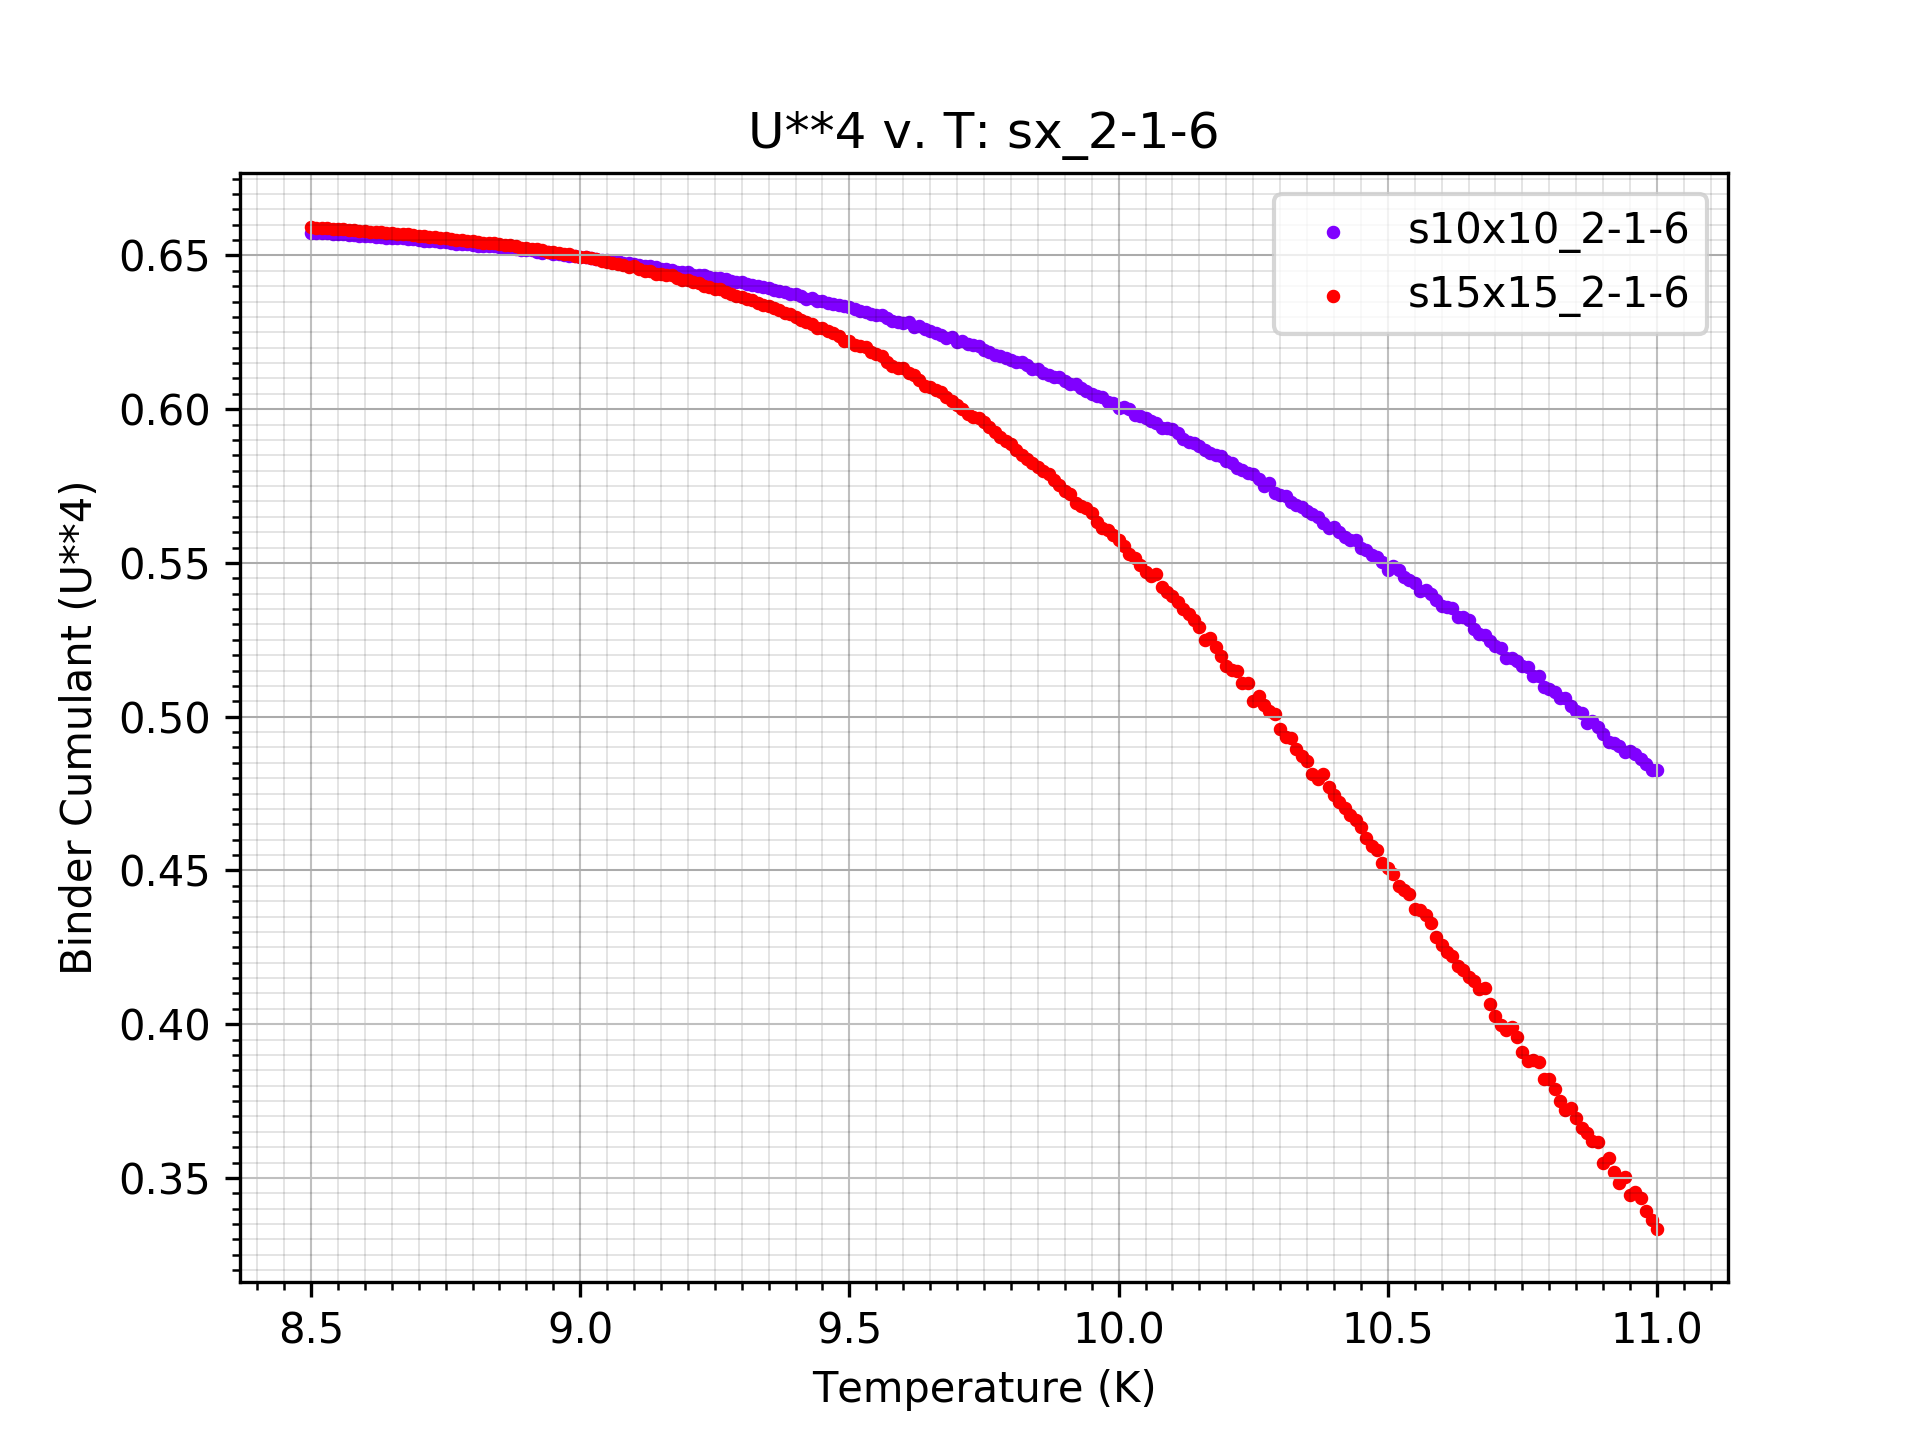 U**4 v. T: sx_2-1-6
s10x10_2-1-6
s15x15_2-1-6
Binder Cumulant (U**4)
0.65
0.60
0.55
0.50
0.45
0.40
0.35
8.5 9.0 9.5 10.0 10.5 11.0
Temperature (K)